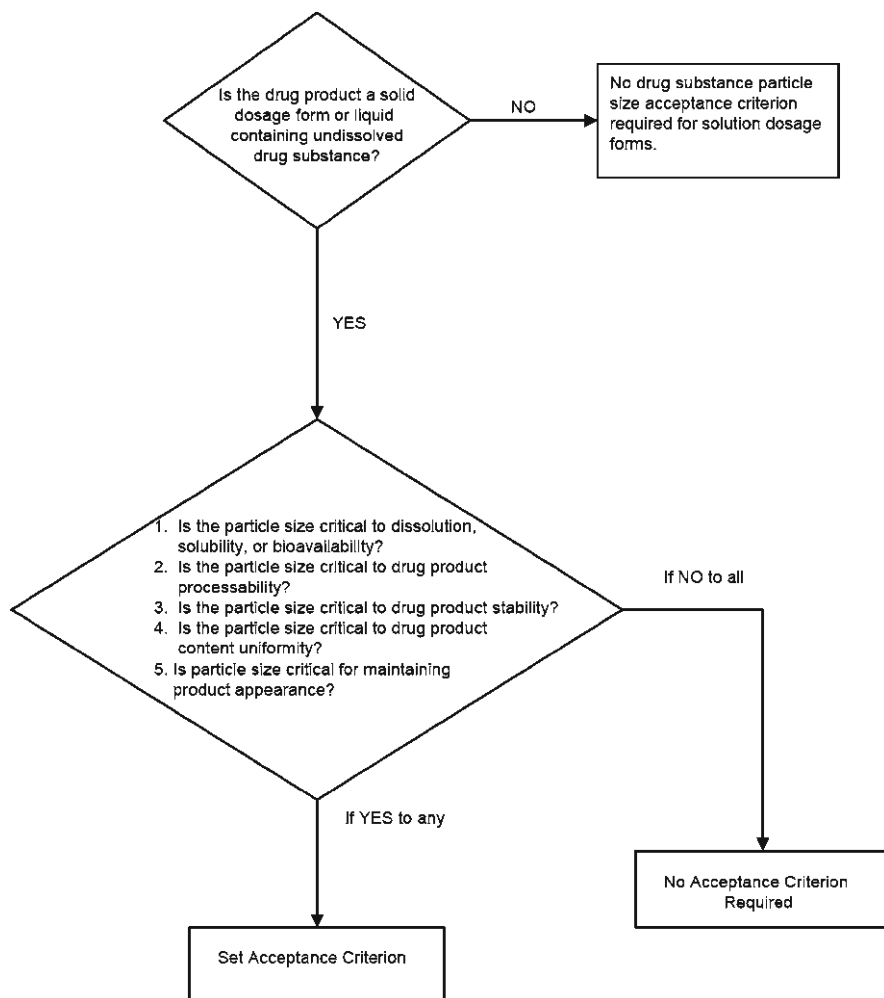 Is the drug product a solid
dosage form or liquid
containing undissolved
drug substance?
NO
No drug substance particle
size acceptance criterion
required for solution dosage
forms.
YES
1. Is the particle size critical to dissolution,
solubility, or bioavailability?
2. Is the particle size critical to drug product
processability?
3. Is the particle size critical to drug product stability?
4. Is the particle size critical to drug product
content uniformity?
5. Is particle size critical for maintaining
product appearance?
If NO to all
If YES to any
No Acceptance Criterion
Required
Set Acceptance Criterion